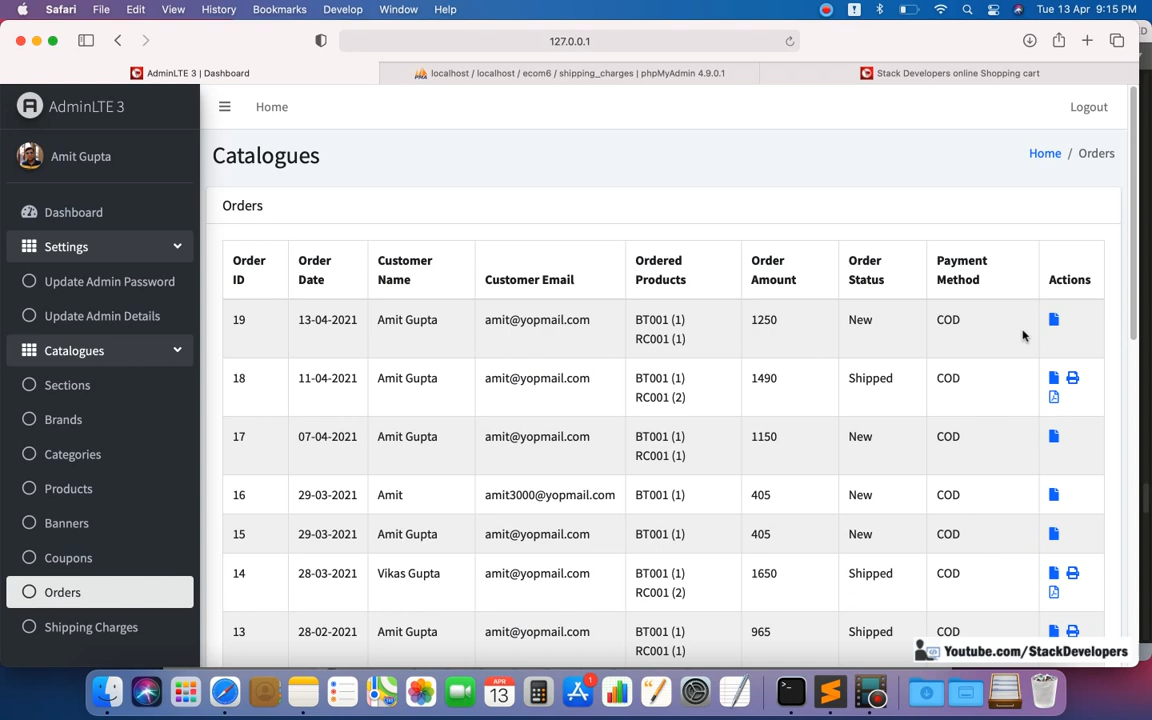 Safari File Edit View History Bookmarks Develop Window Help Tue 13 Apr 9:15 PM
127.0.0.1
AdminLTE 3 | Dashboard
localhost / localhost / ecom6 / shipping_charges | phpMyAdmin 4.9.0.1
Stack Developers online Shopping cart
AdminLTE 3
Home
Logout
Amit Gupta
Catalogues
Home / Orders
Dashboard
Settings
Update Admin Password
Update Admin Details
Catalogues
Sections
Brands
Categories
Products
Banners
Coupons
Orders
Shipping Charges
Orders
Order ID Order Date Customer Name Customer Email Ordered Products Order Amount Order Status Payment Method Actions
19 13-04-2021 Amit Gupta amit@yopmail.com BT001 (1) 1250 New COD
RC001 (1)
18 11-04-2021 Amit Gupta amit@yopmail.com BT001 (1) 1490 Shipped COD
RC001 (2)
17 07-04-2021 Amit Gupta amit@yopmail.com BT001 (1) 1150 New COD
RC001 (1)
16 29-03-2021 Amit amit3000@yopmail.com RC001 (1) 405 New COD
15 29-03-2021 Amit Gupta amit@yopmail.com BT001 (1) 405 New COD
14 28-03-2021 Vikas Gupta amit@yopmail.com BT001 (1) 1650 Shipped COD
RC001 (2)
13 28-02-2021 Amit Gupta amit@yopmail.com BT001 (1) 965 Shipped COD
RC001 (1)
Youtube.com/StackDevelopers
APR
13
1